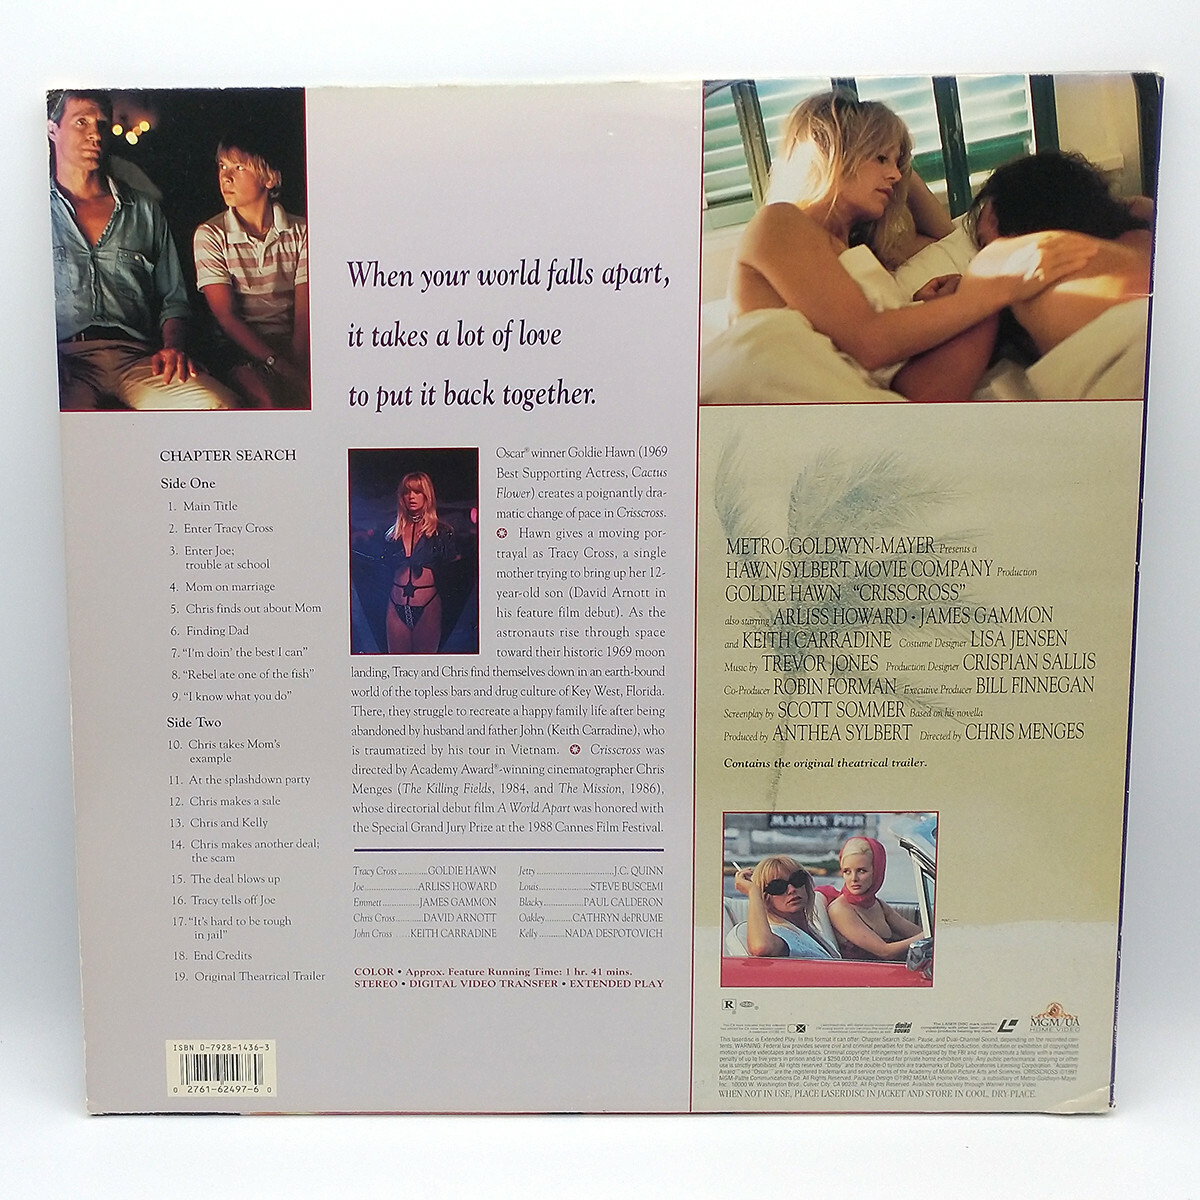 When your world falls apart,
it takes a lot of love
to put it back together.
CHAPTER SEARCH
Side One
1. Main Title
2. Enter Tracy Cross
3. Enter Joe;
trouble at school
4. Mom on marriage
5. Chris finds out about Mom
6. Finding Dad
7. "I'm doin' the best I can"
8. "Rebel ate one of the fish"
9. "I know what you do"
Side Two
10. Chris takes Mom's
example
11. At the splashdown party
12. Chris makes a sale
13. Chris and Kelly
14. Chris makes another deal;
the scam
15. The deal blows up
16. Tracy tells off Joe
17. "It's hard to be tough
in jail"
18. End Credits
19. Original Theatrical Trailer
ISBN 0-7928-1436-3
0 27616-62497-6 0
Oscar® winner Goldie Hawn (1969
Best Supporting Actress, Cactus
Flower) creates a poignantly dra-
matic change of pace in Crisscross.
Hawn gives a moving por-
trayal as Tracy Cross, a single
mother trying to bring up her 12-
year-old son (David Arnott in
his feature film debut). As the
astronauts rise through space
toward their historic 1969 moon
landing, Tracy and Chris find themselves down in an earth-bound
world of the topless bars and drug culture of Key West, Florida.
There, they struggle to recreate a happy family life after being
abandoned by husband and father John (Keith Carradine), who
is traumatized by his tour in Vietnam. Crisscross was
directed by Academy Award®-winning cinematographer Chris
Menges (The Killing Fields, 1984, and The Mission, 1986),
whose directorial debut film A World Apart was honored with
the Special Grand Jury Prize at the 1988 Cannes Film Festival.
Tracy Cross...........GOLDIE HAWN
Joe......................ARLISS HOWARD
Emmett................JAMES GAMMON
Chris Cross..........DAVID ARNOTT
John Cross .....KEITH CARRADINE
Jetty..........................J.C. QUINN
Louis.....................STEVE BUSCEMI
Blacky..................PAUL CALDERON
Oakley..........CATHRYN dePRUME
Kelly...........NADA DESPOTOVICH
COLOR • Approx. Feature Running Time: 1 hr. 41 mins.
STEREO • DIGITAL VIDEO TRANSFER • EXTENDED PLAY
METRO-GOLDWYN-MAYER Presents a
HAWN/SYLBERT MOVIE COMPANY Production
GOLDIE HAWN "CRISSCROSS"
also starring ARLISS HOWARD • JAMES GAMMON
and KEITH CARRADINE Costume Designer LISA JENSEN
Music by TREVOR JONES Production Designer CRISPIAN SALLIS
Co-Producer ROBIN FORMAN Executive Producer BILL FINNEGAN
Screenplay by SCOTT SOMMER Based on his novella
Produced by ANTHEA SYLBERT Directed by CHRIS MENGES
Contains the original theatrical trailer.
MARLIN PIER
R
digital
SOUND
MGM/UA
HOME VIDEO
WHEN NOT IN USE, PLACE LASERDISC IN JACKET AND STORE IN COOL, DRY PLACE.